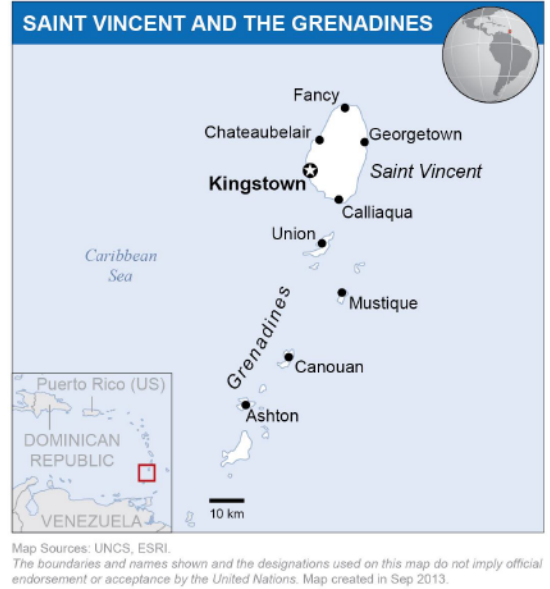 SAINT VINCENT AND THE GRENADINES
Fancy
Chateaubelair
Georgetown
Kingstown
Saint Vincent
Calliaqua
Union
Caribbean
Sea
Mustique
Grenadines
Canouan
Ashton
Puerto Rico (US)
DOMINICAN
REPUBLIC
VENEZUELA
10 km
Map Sources: UNCS, ESRI.
The boundaries and names shown and the designations used on this map do not imply official
endorsement or acceptance by the United Nations. Map created in Sep 2013.